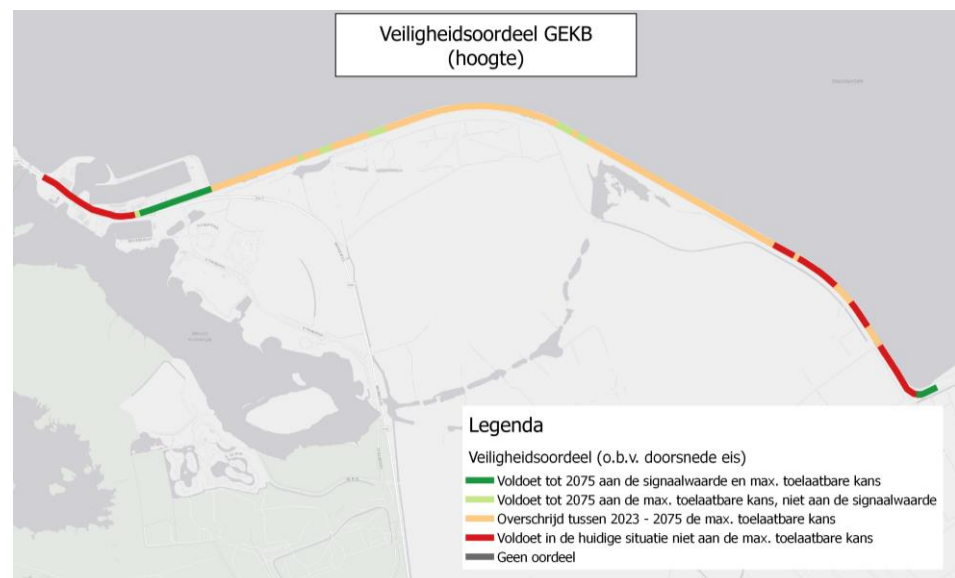 Veiligheidsoordeel GEKB
(hoogte)
Legenda
Veiligheidsoordeel (o.b.v. doorsnede eis)
Voldoet tot 2075 aan de signaalwaarde en max. toelaatbare kans
Voldoet tot 2075 aan de max. toelaatbare kans, niet aan de signaalwaarde
Overschrijd tussen 2023 - 2075 de max. toelaatbare kans
Voldoet in de huidige situatie niet aan de max. toelaatbare kans
Geen oordeel